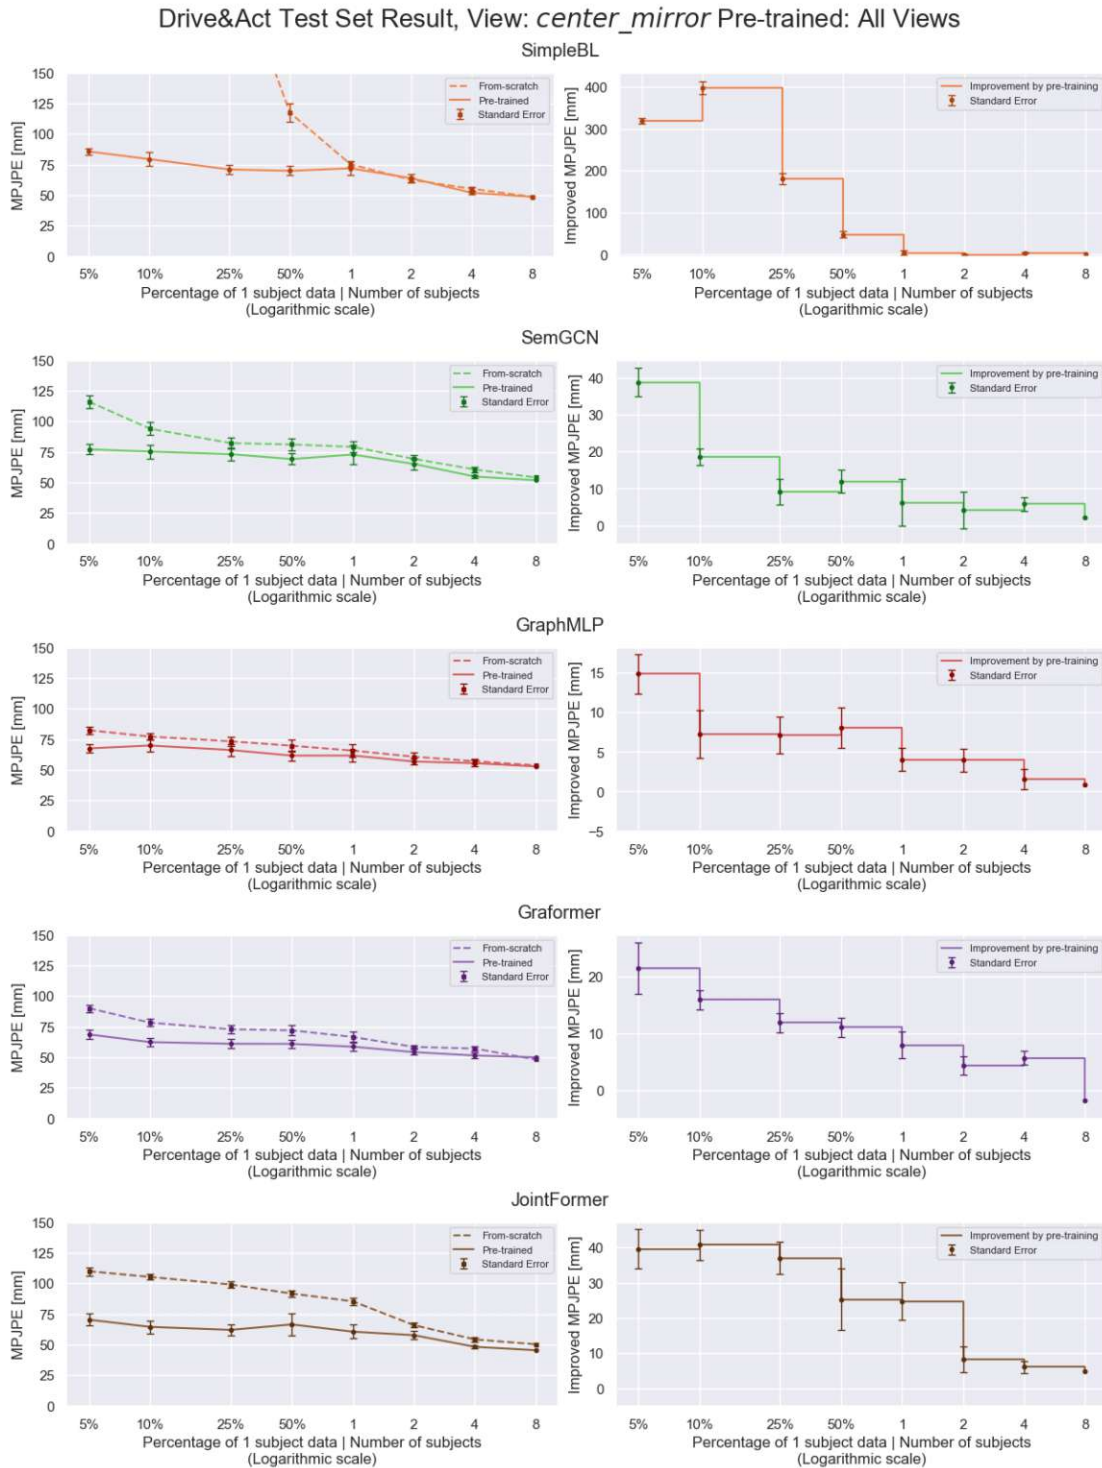 Drive&Act Test Set Result, View: center_mirror Pre-trained: All Views
SimpleBL
150
125
100
75
50
25
0
MPJPE [mm]
From-scratch
Pre-trained
Standard Error
5% 10% 25% 50% 1 2 4 8
Percentage of 1 subject data | Number of subjects
(Logarithmic scale)
400
300
200
100
0
Improved MPJPE [mm]
Improvement by pre-training
Standard Error
5% 10% 25% 50% 1 2 4 8
Percentage of 1 subject data | Number of subjects
(Logarithmic scale)
SemGCN
150
125
100
75
50
25
0
MPJPE [mm]
From-scratch
Pre-trained
Standard Error
5% 10% 25% 50% 1 2 4 8
Percentage of 1 subject data | Number of subjects
(Logarithmic scale)
40
30
20
10
0
Improved MPJPE [mm]
Improvement by pre-training
Standard Error
5% 10% 25% 50% 1 2 4 8
Percentage of 1 subject data | Number of subjects
(Logarithmic scale)
GraphMLP
150
125
100
75
50
25
0
MPJPE [mm]
From-scratch
Pre-trained
Standard Error
5% 10% 25% 50% 1 2 4 8
Percentage of 1 subject data | Number of subjects
(Logarithmic scale)
15
10
5
0
−5
Improved MPJPE [mm]
Improvement by pre-training
Standard Error
5% 10% 25% 50% 1 2 4 8
Percentage of 1 subject data | Number of subjects
(Logarithmic scale)
Graformer
150
125
100
75
50
25
0
MPJPE [mm]
From-scratch
Pre-trained
Standard Error
5% 10% 25% 50% 1 2 4 8
Percentage of 1 subject data | Number of subjects
(Logarithmic scale)
20
10
0
Improved MPJPE [mm]
Improvement by pre-training
Standard Error
5% 10% 25% 50% 1 2 4 8
Percentage of 1 subject data | Number of subjects
(Logarithmic scale)
JointFormer
150
125
100
75
50
25
0
MPJPE [mm]
From-scratch
Pre-trained
Standard Error
5% 10% 25% 50% 1 2 4 8
Percentage of 1 subject data | Number of subjects
(Logarithmic scale)
40
30
20
10
0
Improved MPJPE [mm]
Improvement by pre-training
Standard Error
5% 10% 25% 50% 1 2 4 8
Percentage of 1 subject data | Number of subjects
(Logarithmic scale)